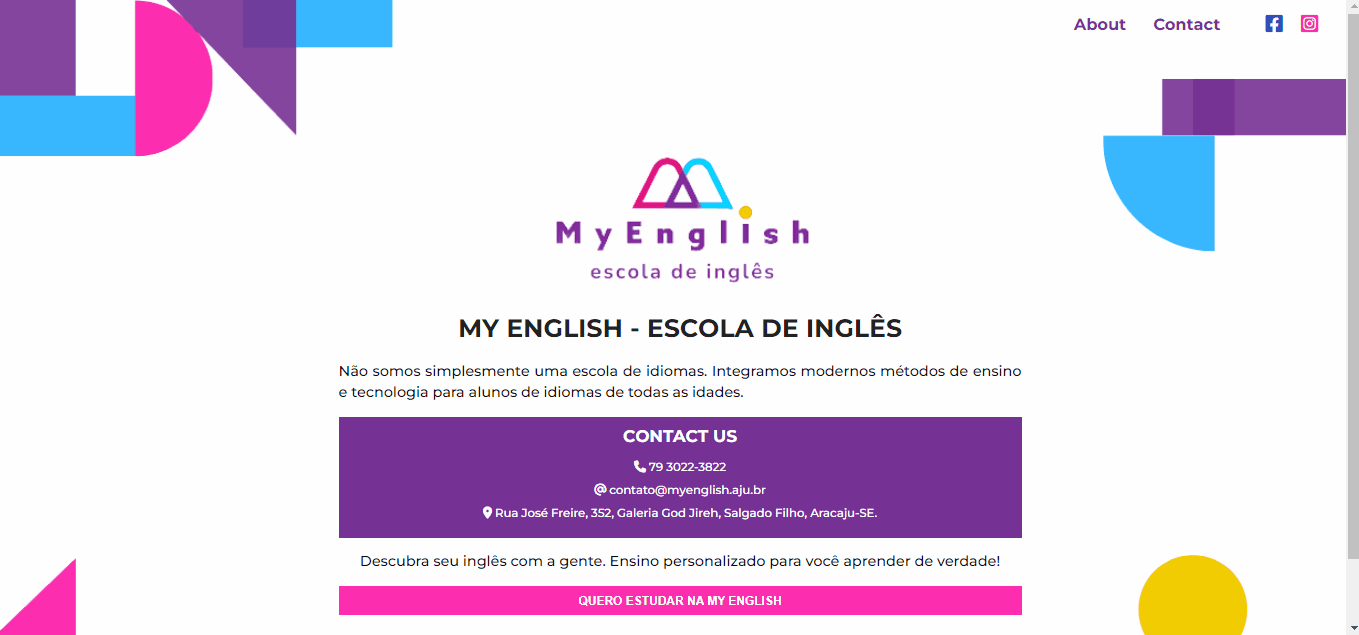 About Contact
MyEnglish
escola de inglês
MY ENGLISH - ESCOLA DE INGLÊS
Não somos simplesmente uma escola de idiomas. Integramos modernos métodos de ensino
e tecnologia para alunos de idiomas de todas as idades.
CONTACT US
79 3022-3822
contato@myenglish.aju.br
Rua José Freire, 352, Galeria God Jireh, Salgado Filho, Aracaju-SE.
Descubra seu inglês com a gente. Ensino personalizado para você aprender de verdade!
QUERO ESTUDAR NA MY ENGLISH